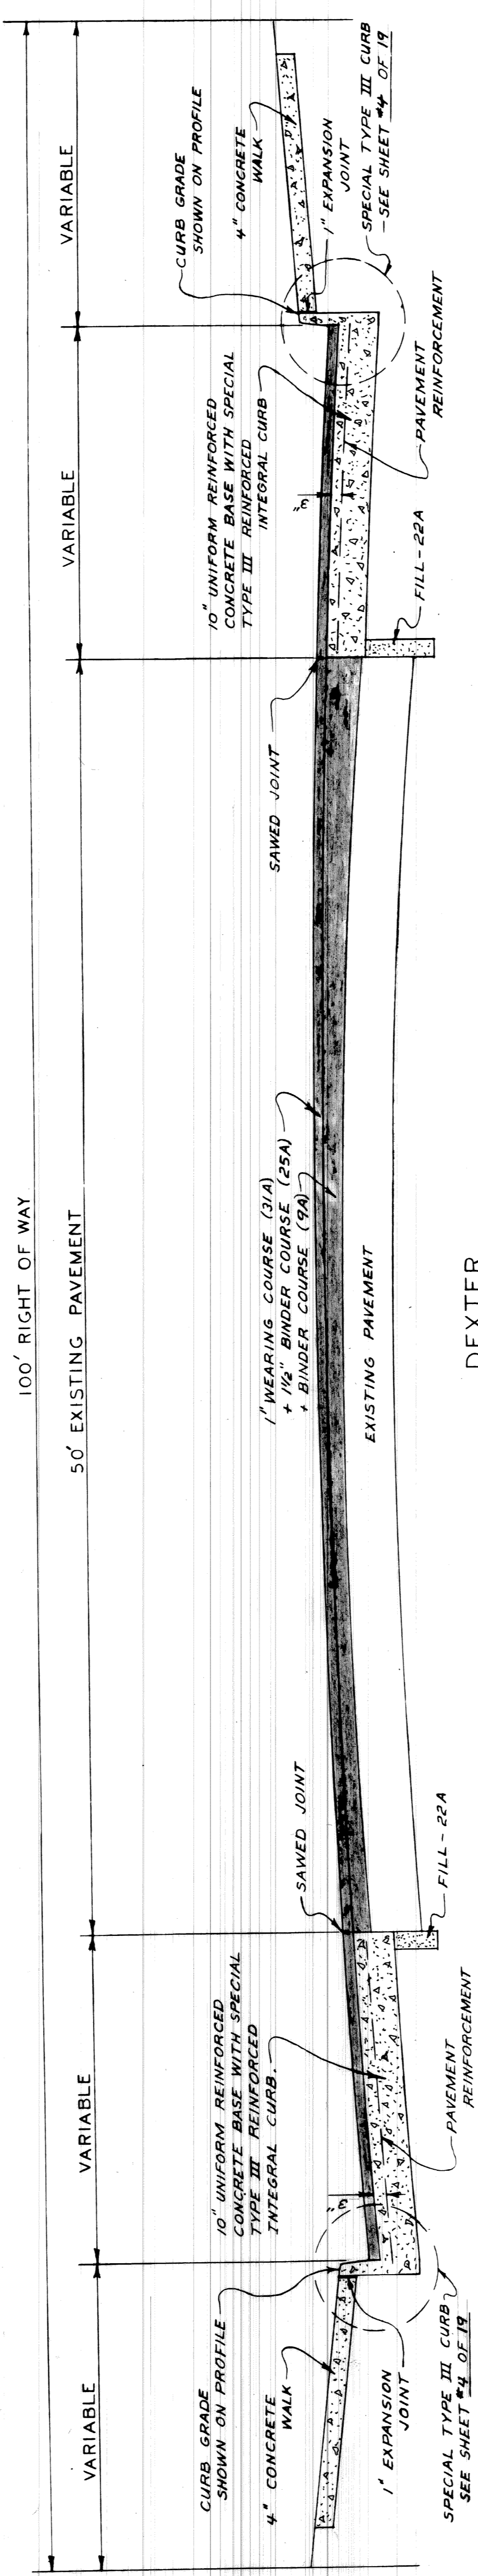 100' RIGHT OF WAY
VARIABLE
VARIABLE
50' EXISTING PAVEMENT
VARIABLE
VARIABLE
CURB GRADE
SHOWN ON PROFILE
4" CONCRETE
WALK
1" EXPANSION
JOINT
SPECIAL TYPE III CURB
SEE SHEET #4 OF 19
10" UNIFORM REINFORCED
CONCRETE BASE WITH SPECIAL
TYPE III REINFORCED
INTEGRAL CURB.
3"
PAVEMENT
REINFORCEMENT
SAWED JOINT
FILL-22A
1" WEARING COURSE (31A)
+ 1½" BINDER COURSE (25A)
+ BINDER COURSE (9A)
EXISTING PAVEMENT
DEXTER
SAWED JOINT
FILL-22A
10" UNIFORM REINFORCED
CONCRETE BASE WITH SPECIAL
TYPE III REINFORCED
INTEGRAL CURB
3"
PAVEMENT
REINFORCEMENT
CURB GRADE
SHOWN ON PROFILE
4" CONCRETE
WALK
1" EXPANSION
JOINT
SPECIAL TYPE III CURB
-SEE SHEET #4 OF 19